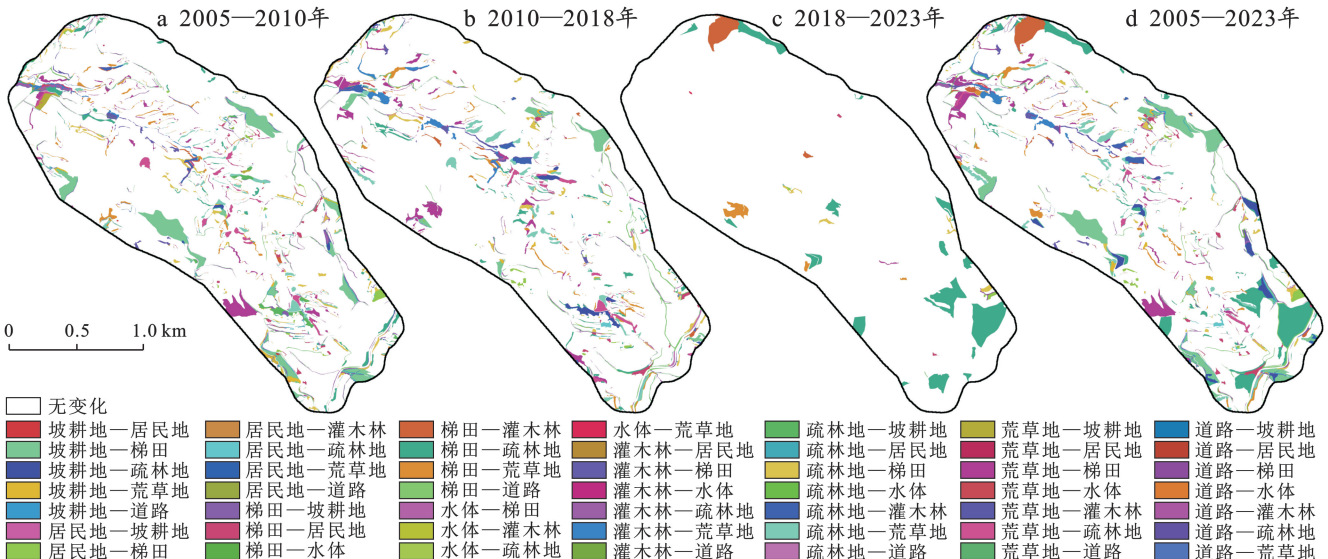 a 2005—2010年 b 2010—2018年 c 2018—2023年 d 2005—2023年
0 0.5 1.0 km
无变化
坡耕地—居民地 居民地—灌木林 梯田—灌木林 水体—荒草地 疏林地—坡耕地 荒草地—坡耕地 道路—坡耕地
坡耕地—梯田 居民地—疏林地 梯田—疏林地 灌木林—居民地 疏林地—居民地 荒草地—居民地 道路—居民地
坡耕地—疏林地 居民地—荒草地 梯田—荒草地 灌木林—梯田 疏林地—梯田 荒草地—梯田 道路—梯田
坡耕地—荒草地 居民地—道路 梯田—道路 灌木林—水体 疏林地—水体 荒草地—水体 道路—水体
坡耕地—道路 梯田—坡耕地 水体—梯田 灌木林—疏林地 疏林地—灌木林 荒草地—灌木林 道路—灌木林
居民地—坡耕地 梯田—居民地 水体—灌木林 灌木林—荒草地 疏林地—荒草地 荒草地—疏林地 道路—疏林地
居民地—梯田 梯田—水体 水体—疏林地 灌木林—道路 疏林地—道路 荒草地—道路 道路—荒草地